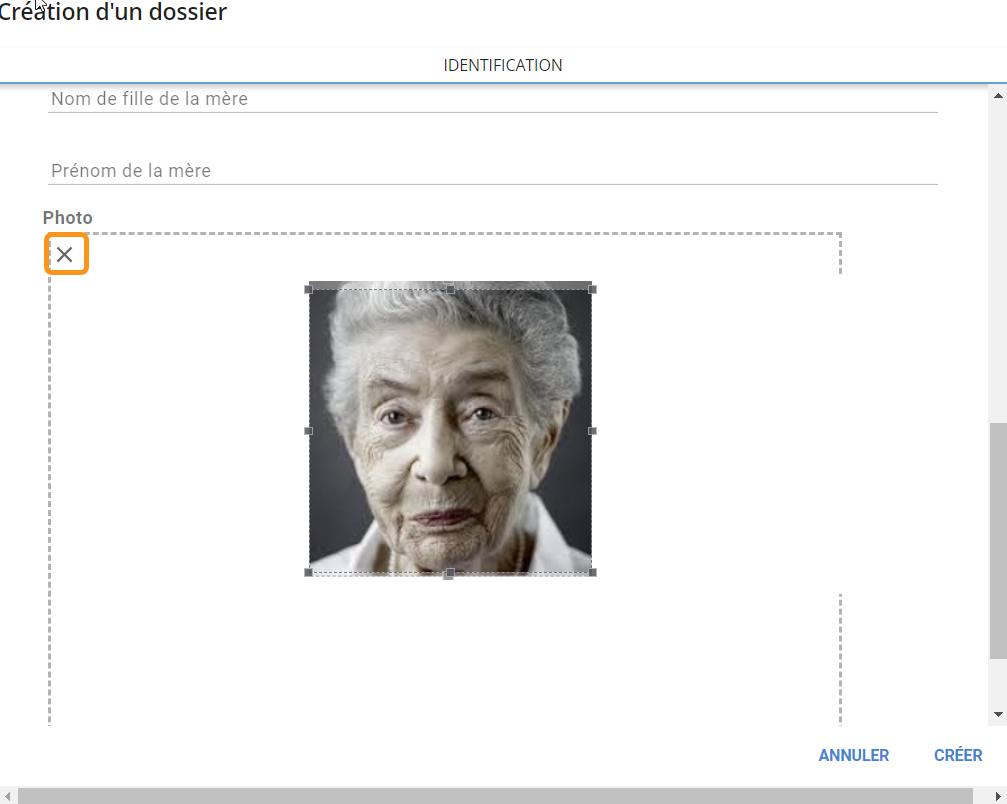 Création d'un dossier
IDENTIFICATION
Nom de fille de la mère
Prénom de la mère
Photo
ANNULER
CRÉER